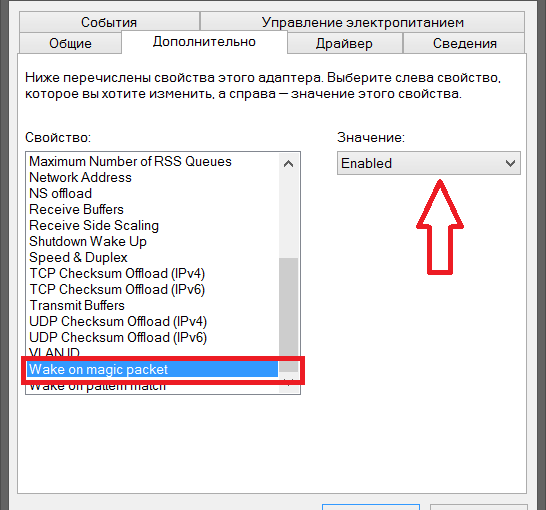 События
Управление электропитанием
Общие
Дополнительно
Драйвер
Сведения
Ниже перечислены свойства этого адаптера. Выберите слева свойство,
которое вы хотите изменить, а справа – значение этого свойства.
Свойство:
Значение:
Maximum Number of RSS Queues
Enabled
Network Address
NS offload
Receive Buffers
Receive Side Scaling
Shutdown Wake Up
Speed & Duplex
TCP Checksum Offload (IPv4)
TCP Checksum Offload (IPv6)
Transmit Buffers
UDP Checksum Offload (IPv4)
UDP Checksum Offload (IPv6)
VLAN ID
Wake on magic packet
Wake on pattern match